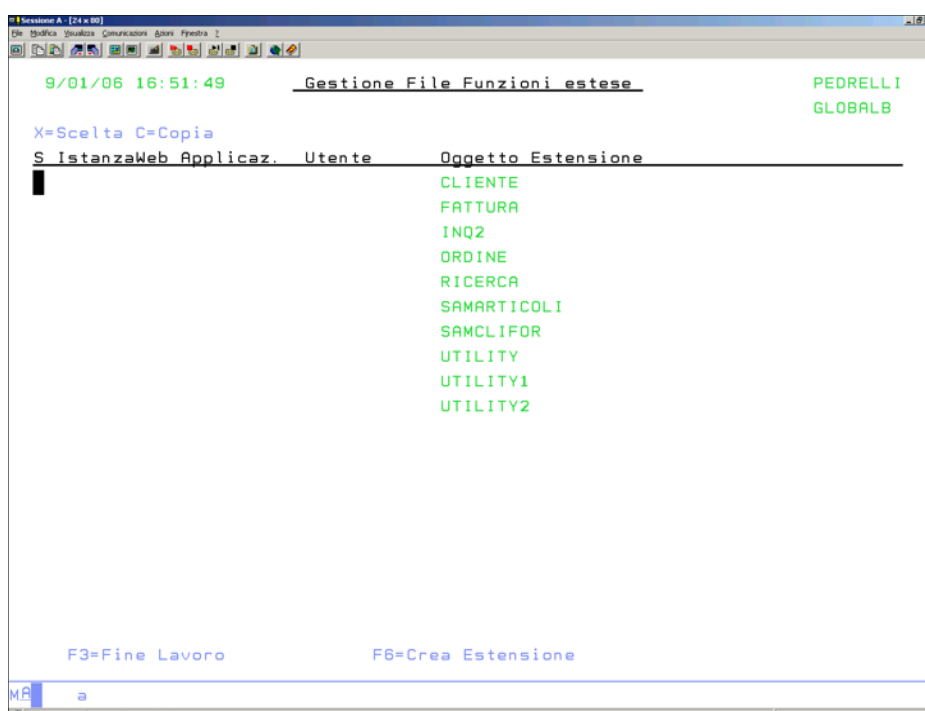 Sessione A - [24 x 80]
File Modifica Visualizza Comunicazioni Azioni Finestra ?
9/01/06 16:51:49 Gestione File Funzioni estese PEDRELLI
GLOBALB
X=Scelta C=Copia
S IstanzaWeb Applicaz. Utente Oggetto Estensione
CLIENTE
FATTURA
INQ2
ORDINE
RICERCA
SAMARTICOLI
SAMCLIFOR
UTILITY
UTILITY1
UTILITY2
F3=Fine Lavoro F6=Crea Estensione
MA a